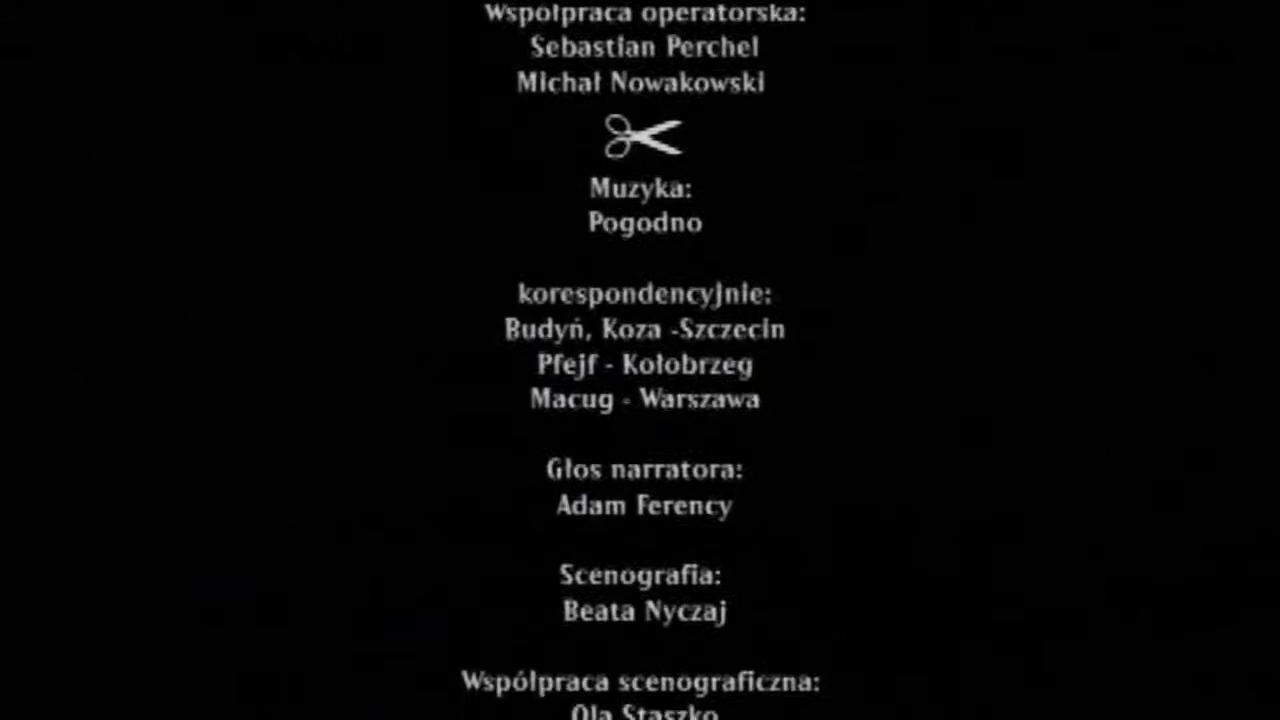 Współpraca operatorska:
Sebastian Perchel
Michał Nowakowski
Muzyka:
Pogodno
korespondencyjnie:
Budyń, Koza -Szczecin
Pfejf - Kołobrzeg
Macug - Warszawa
Głos narratora:
Adam Ferency
Scenografia:
Beata Nyczaj
Współpraca scenograficzna:
Ola Staszko